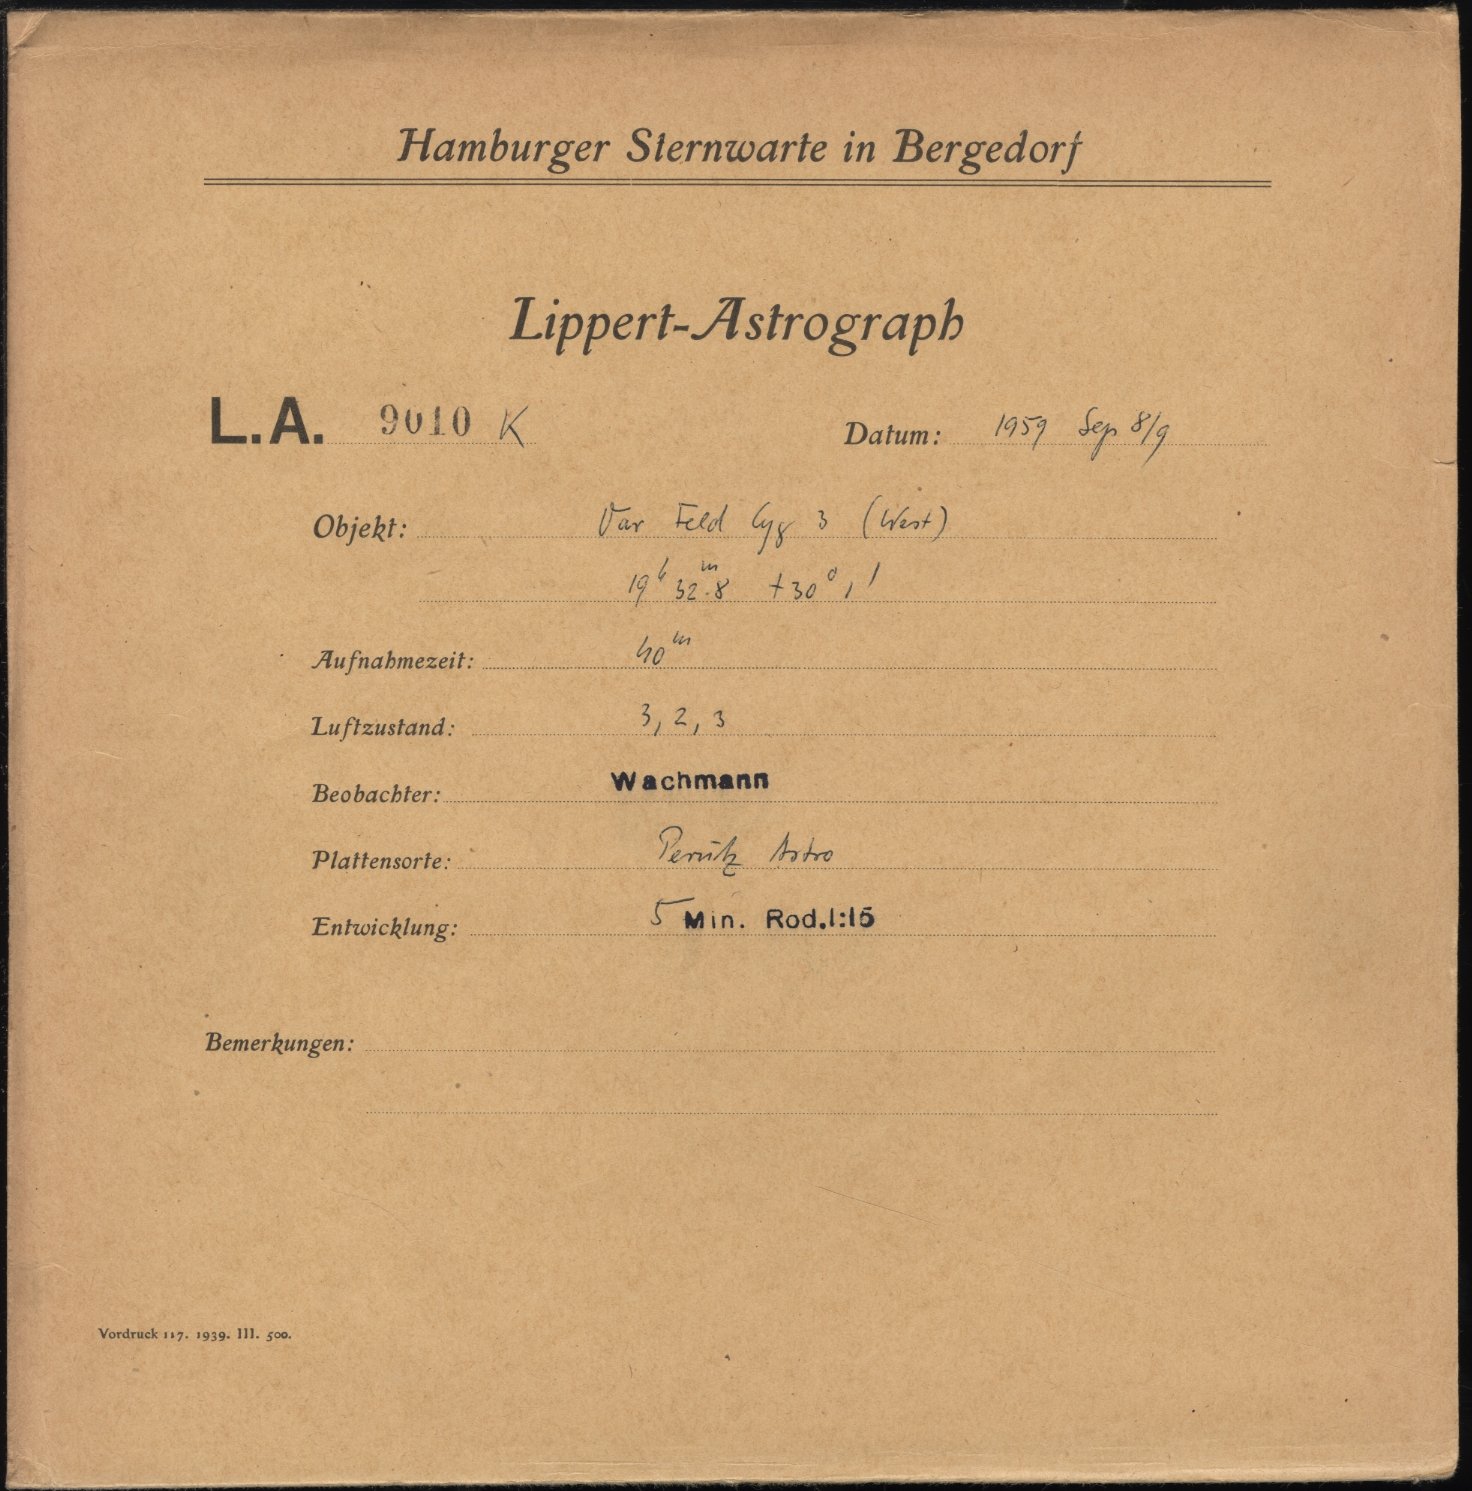 Hamburger Sternwarte in Bergedorf
Lippert-Astrograph
L.A. 9010 K Datum: 1959 Sep 8/9
Objekt: Var Feld Cyg 3 (West)
19h 32m.8 +30° 1'
Aufnahmezeit: 40m
Luftzustand: 3, 2, 3
Beobachter: Wachmann
Plattensorte: Perutz Astro
Entwicklung: 5 Min. Rod.1:15
Bemerkungen:
Vordruck 117. 1939. III. 500.